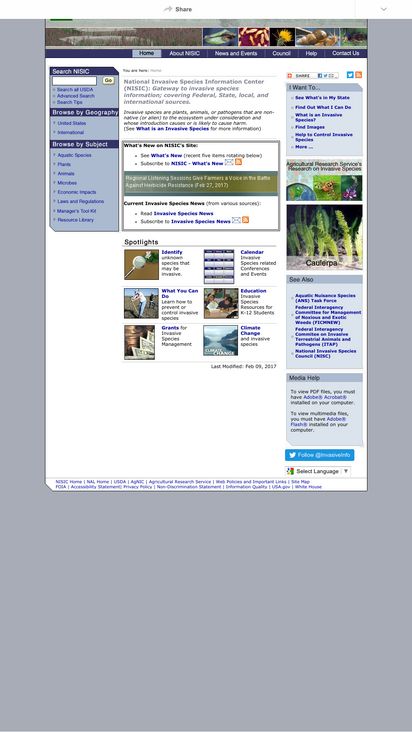 Share
Home
About NISIC
News and Events
Council
Help
Contact Us
Search NISIC
Go
Search all USDA
Advanced Search
Search Tips
Browse by Geography
United States
International
Browse by Subject
Aquatic Species
Plants
Animals
Microbes
Economic Impacts
Laws and Regulations
Manager's Tool Kit
Resource Library
You are here: Home
National Invasive Species Information Center
(NISIC): Gateway to invasive species
information; covering Federal, State, local, and
international sources.
Invasive species are plants, animals, or pathogens that are non-
native (or alien) to the ecosystem under consideration and
whose introduction causes or is likely to cause harm.
(See What is an Invasive Species for more information)
What's New on NISIC's Site:
See What's New (recent five items rotating below)
Subscribe to NISIC - What's New
Regional Listening Sessions Give Farmers a Voice in the Battle
Against Herbicide Resistance (Feb 27, 2017)
Current Invasive Species News (from various sources):
Read Invasive Species News
Subscribe to Invasive Species News
Spotlights
Identify
unknown
species that
may be
invasive.
Calendar
Invasive
Species related
Conferences
and Events
What You Can
Do
Learn how to
prevent or
control invasive
species
Education
Invasive
Species
Resources for
K-12 Students
Grants for
Invasive
Species
Management
CLIMATE
CHANGE
Climate
Change
and invasive
species
Last Modified: Feb 09, 2017
SHARE
I Want To...
See What's in My State
Find Out What I Can Do
What is an Invasive
Species?
Find Images
Help to Control Invasive
Species
More ...
Agricultural Research Service's
Research on Invasive Species
Caulerpa
See Also
Aquatic Nuisance Species
(ANS) Task Force
Federal Interagency
Committee for Management
of Noxious and Exotic
Weeds (FICMNEW)
Federal Interagency
Committee on Invasive
Terrestrial Animals and
Pathogens (ITAP)
National Invasive Species
Council (NISC)
Media Help
To view PDF files, you must
have Adobe® Acrobat®
installed on your computer.
To view multimedia files,
you must have Adobe®
Flash® installed on your
computer.
Follow @InvasiveInfo
Select Language
NISIC Home | NAL Home | USDA | AgNIC | Agricultural Research Service | Web Policies and Important Links | Site Map
FOIA | Accessibility Statement| Privacy Policy | Non-Discrimination Statement | Information Quality | USA.gov | White House